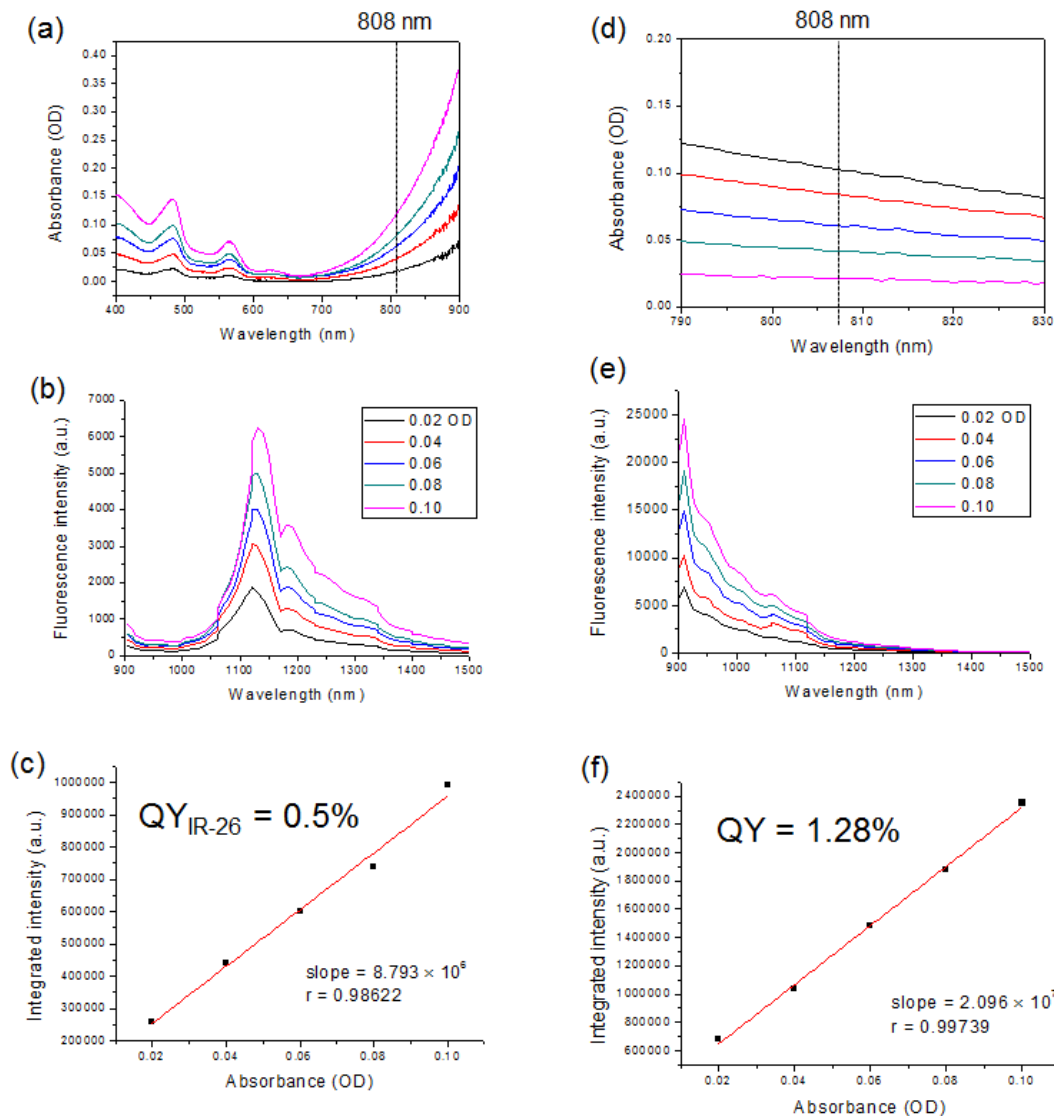 (a)
808 nm
0.40
0.35
0.30
0.25
0.20
0.15
0.10
0.05
0.00
Absorbance (OD)
400 500 600 700 800 900
Wavelength (nm)
(d)
808 nm
0.20
0.15
0.10
0.05
0.00
Absorbance (OD)
790 800 810 820 830
Wavelength (nm)
(b)
7000
6000
5000
4000
3000
2000
1000
0
Fluorescence intensity (a.u.)
0.02 OD
0.04
0.06
0.08
0.10
900 1000 1100 1200 1300 1400 1500
Wavelength (nm)
(e)
25000
20000
15000
10000
5000
0
Fluorescence intensity (a.u.)
0.02 OD
0.04
0.06
0.08
0.10
900 1000 1100 1200 1300 1400 1500
Wavelength (nm)
(c)
1000000
900000
800000
700000
600000
500000
400000
300000
200000
Integrated intensity (a.u.)
QY_IR-26 = 0.5%
slope = 8.793 × 10⁶
r = 0.98622
0.02 0.04 0.06 0.08 0.10
Absorbance (OD)
(f)
2400000
2200000
2000000
1800000
1600000
1400000
1200000
1000000
800000
600000
Integrated intensity (a.u.)
QY = 1.28%
slope = 2.096 × 10⁷
r = 0.99739
0.02 0.04 0.06 0.08 0.10
Absorbance (OD)